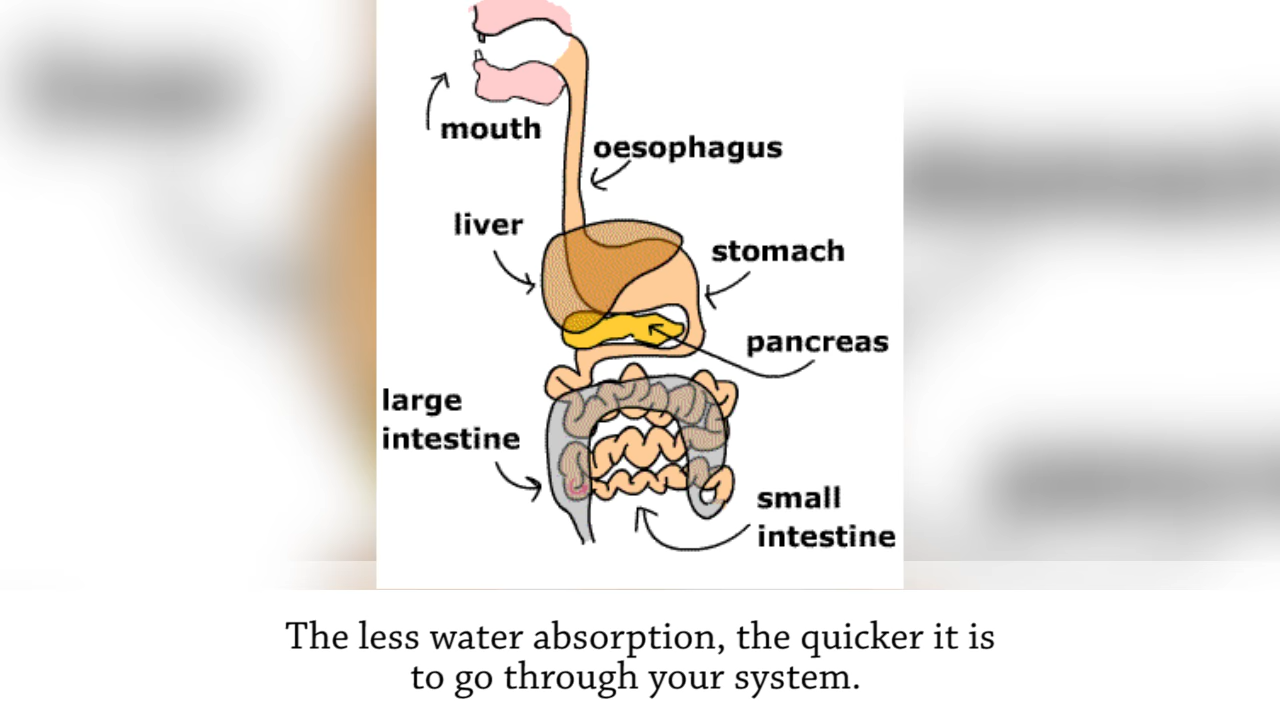 mouth
oesophagus
liver
stomach
pancreas
large
intestine
small
intestine
The less water absorption, the quicker it is
to go through your system.